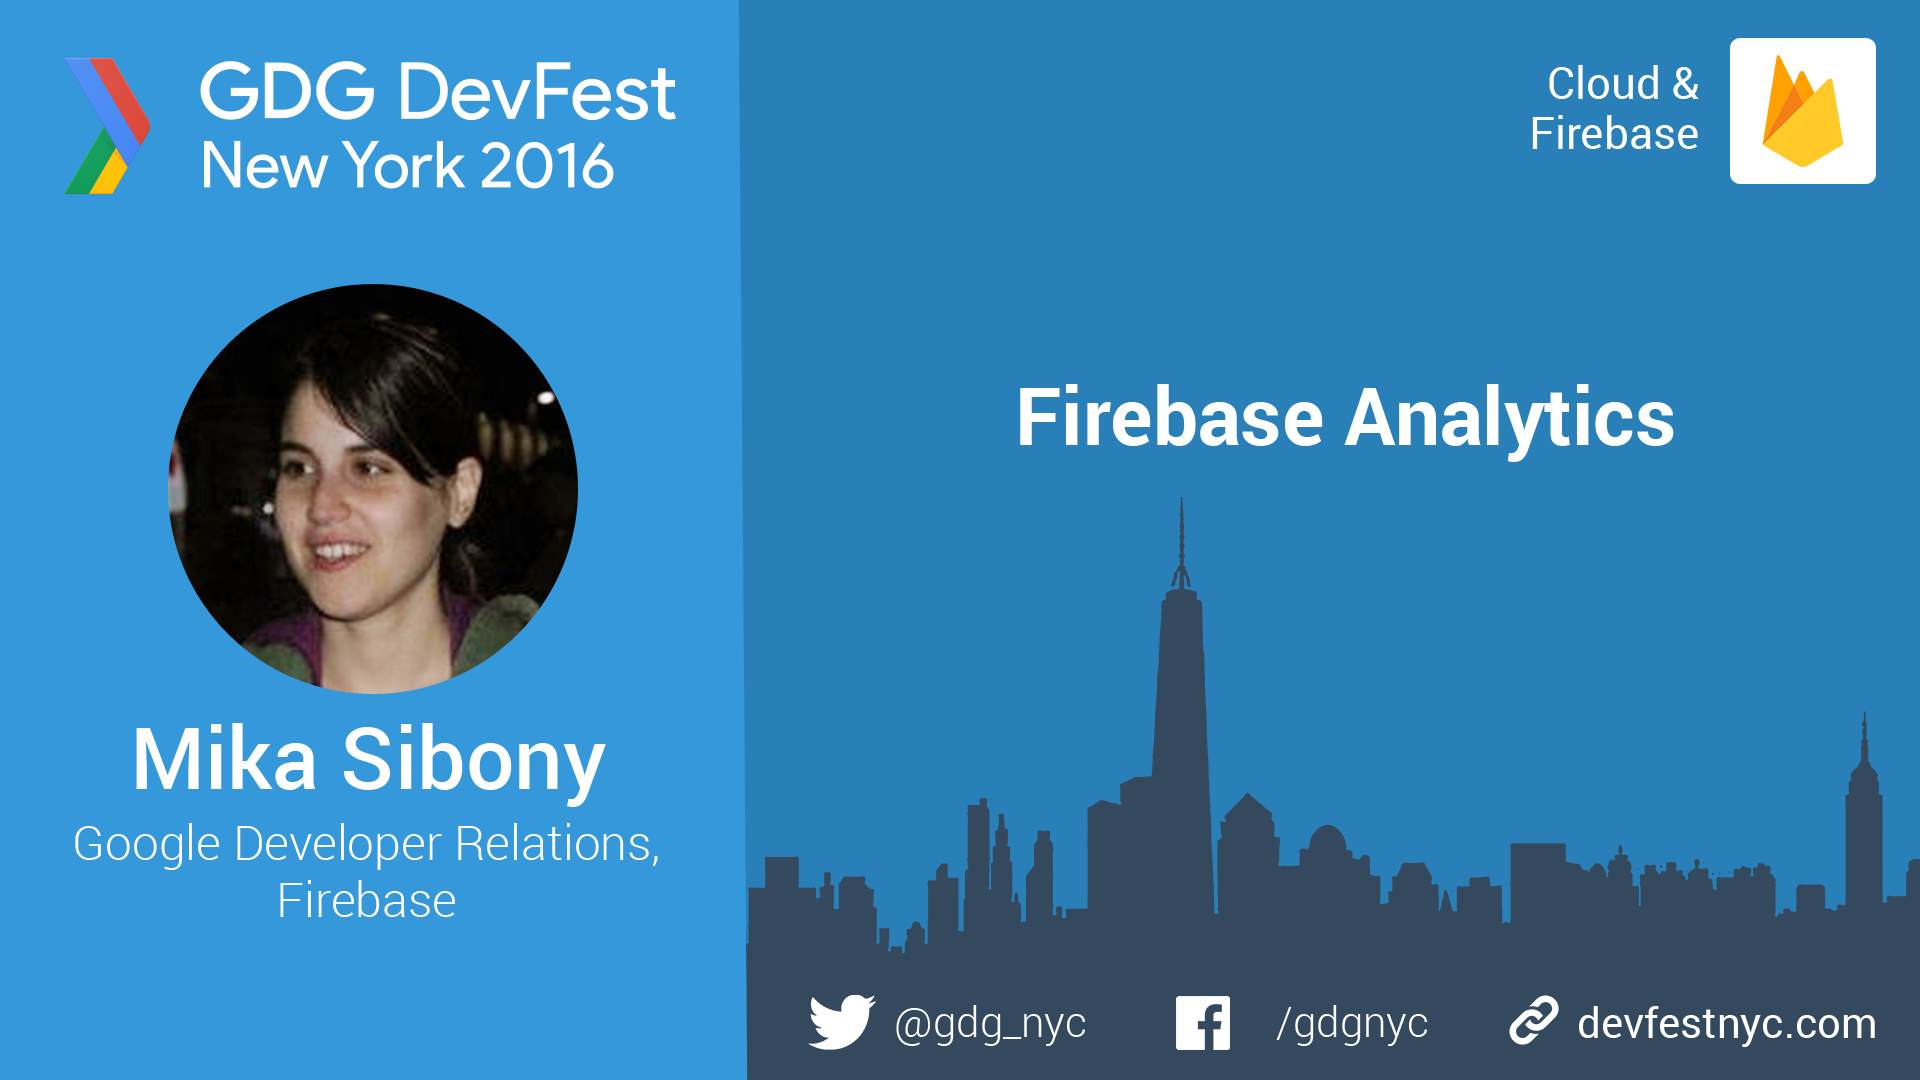 GDG DevFest
New York 2016
Cloud &
Firebase
Firebase Analytics
Mika Sibony
Google Developer Relations,
Firebase
@gdg_nyc
/gdgnyc
devfestnyc.com